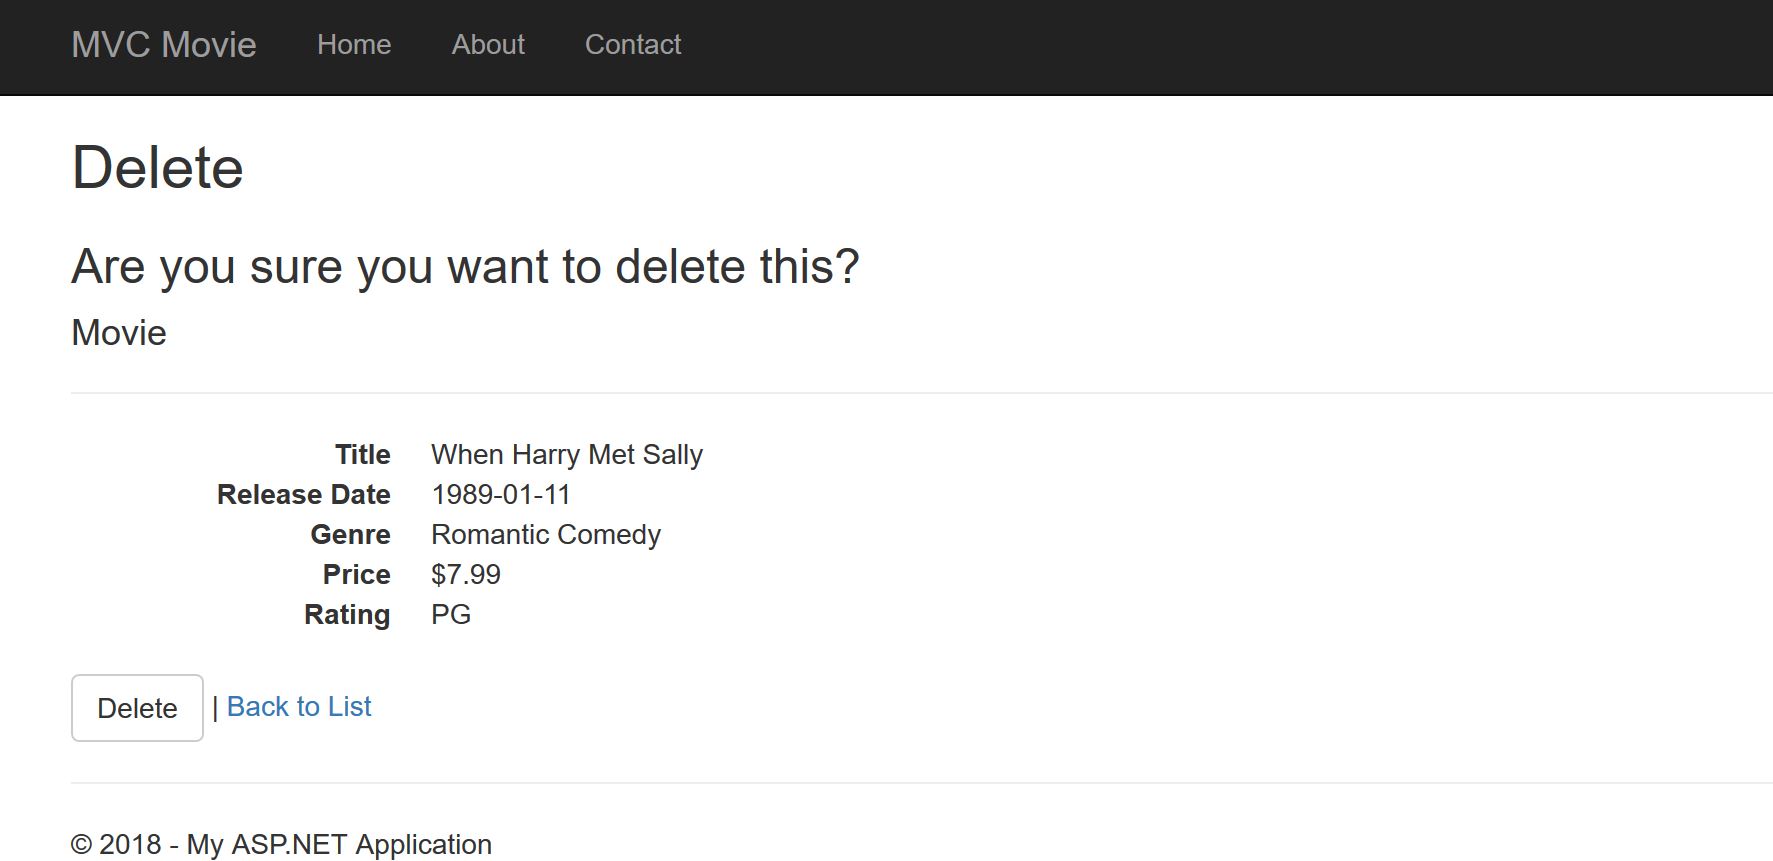 MVC Movie Home About Contact
Delete
Are you sure you want to delete this?
Movie
Title When Harry Met Sally
Release Date 1989-01-11
Genre Romantic Comedy
Price $7.99
Rating PG
Delete | Back to List
© 2018 - My ASP.NET Application